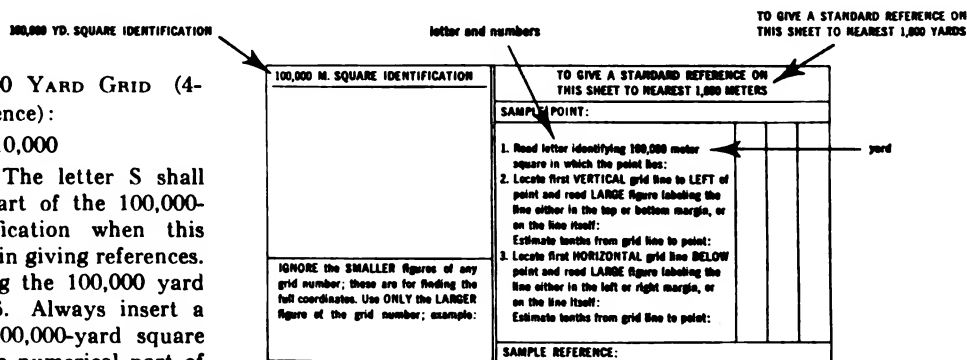 100,000 YD. SQUARE IDENTIFICATION
letter and numbers
TO GIVE A STANDARD REFERENCE ON
THIS SHEET TO NEAREST 1,000 YARDS
0 YARD GRID (4-
ence):
10,000
The letter S shall
art of the 100,000-
fication when this
in giving references.
g the 100,000 yard
S. Always insert a
00,000-yard square
e numerical part of
100,000 M. SQUARE IDENTIFICATION
IGNORE the SMALLER figures of any
grid number; these are for finding the
full coordinates. Use ONLY the LARGER
figure of the grid number; example:
TO GIVE A STANDARD REFERENCE ON
THIS SHEET TO NEAREST 1,000 METERS
SAMPLE POINT:
1. Read letter identifying 100,000 meter
square in which the point lies:
2. Locate first VERTICAL grid line to LEFT of
point and read LARGE figure labeling the
line either in the top or bottom margin, or
on the line itself:
Estimate tenths from grid line to point:
3. Locate first HORIZONTAL grid line BELOW
point and read LARGE figure labeling the
line either in the left or right margin, or
on the line itself:
Estimate tenths from grid line to point:
SAMPLE REFERENCE:
yard